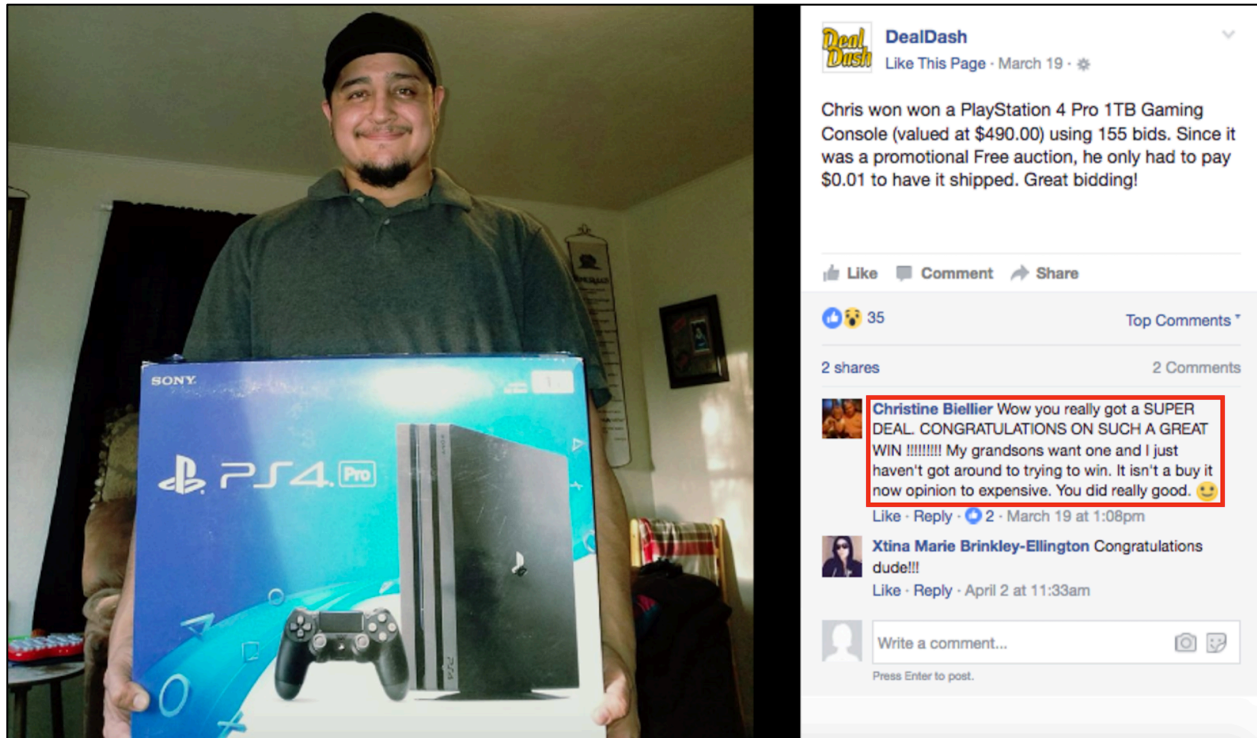 Deal
Dash
DealDash
Like This Page · March 19 ·
Chris won won a PlayStation 4 Pro 1TB Gaming
Console (valued at $490.00) using 155 bids. Since it
was a promotional Free auction, he only had to pay
$0.01 to have it shipped. Great bidding!
Like Comment Share
35
Top Comments
2 shares
2 Comments
Christine Biellier Wow you really got a SUPER
DEAL. CONGRATULATIONS ON SUCH A GREAT
WIN !!!!!!!!! My grandsons want one and I just
haven't got around to trying to win. It isn't a buy it
now opinion to expensive. You did really good.
Like · Reply · 2 · March 19 at 1:08pm
Xtina Marie Brinkley-Ellington Congratulations
dude!!!
Like · Reply · April 2 at 11:33am
Write a comment...
Press Enter to post.
SONY
PS4 Pro
SONY
PS4